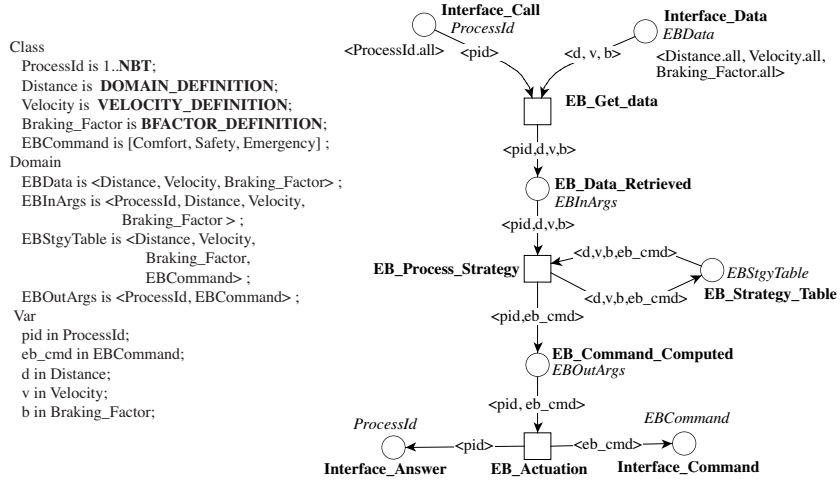 Class
ProcessId is 1..NBT;
Distance is DOMAIN_DEFINITION;
Velocity is VELOCITY_DEFINITION;
Braking_Factor is BFACTOR_DEFINITION;
EBCommand is [Comfort, Safety, Emergency] ;
Domain
EBData is <Distance, Velocity, Braking_Factor> ;
EBInArgs is <ProcessId, Distance, Velocity,
Braking_Factor > ;
EBStgyTable is <Distance, Velocity,
Braking_Factor,
EBCommand> ;
EBOutArgs is <ProcessId, EBCommand> ;
Var
pid in ProcessId;
eb_cmd in EBCommand;
d in Distance;
v in Velocity;
b in Braking_Factor;
Interface_Call
ProcessId
<ProcessId.all>
<pid>
Interface_Data
EBData
<d, v, b>
<Distance.all, Velocity.all,
Braking_Factor.all>
EB_Get_data
<pid,d,v,b>
EB_Data_Retrieved
EBInArgs
<pid,d,v,b>
EB_Process_Strategy
<d,v,b,eb_cmd>
EBStgyTable
EB_Strategy_Table
<d,v,b,eb_cmd>
<pid,eb_cmd>
EB_Command_Computed
EBOutArgs
<pid, eb_cmd>
ProcessId
<pid>
Interface_Answer
EB_Actuation
<eb_cmd>
EBCommand
Interface_Command